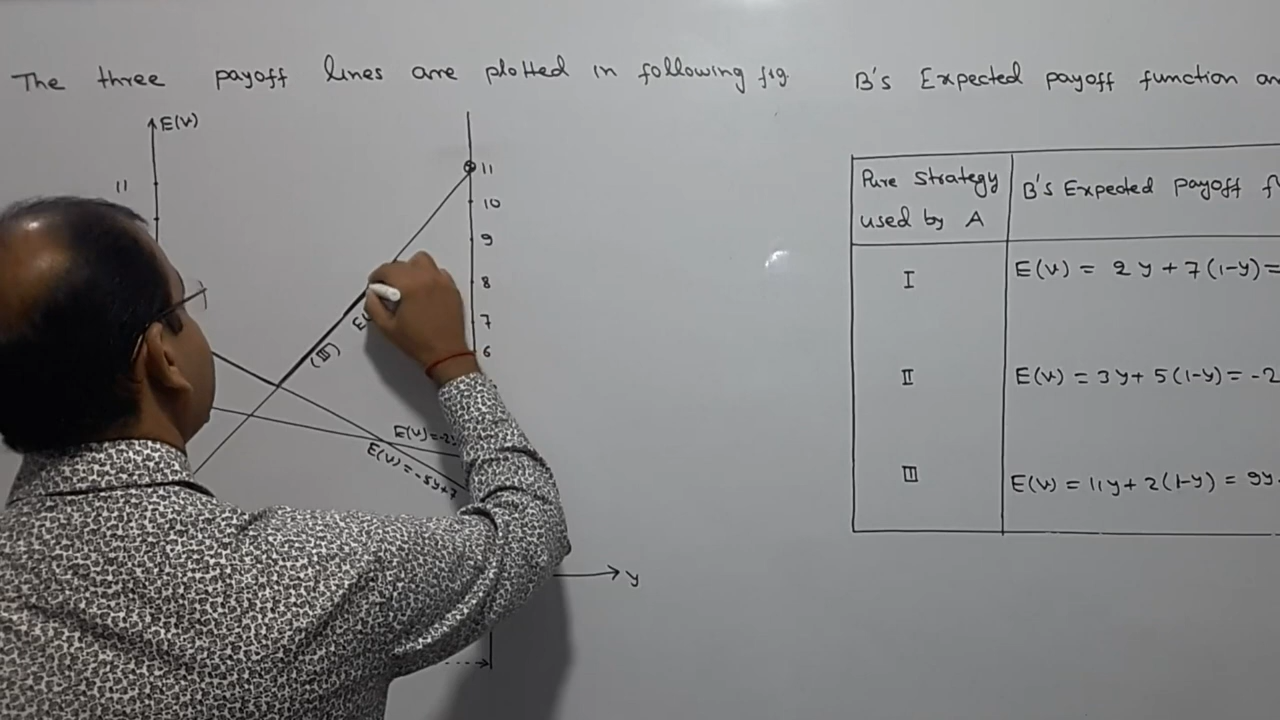 The three payoff lines are plotted in following fig.
E(V)
11
11
10
9
8
7
6
(III)
E(V) = -5y+7
y
B's Expected payoff function
Pure Strategy used by A
B's Expected payoff
I
E(v) = 2y + 7(1-y) =
II
E(v) = 3y + 5(1-y) = -2
III
E(v) = 11y + 2(1-y) = 9y